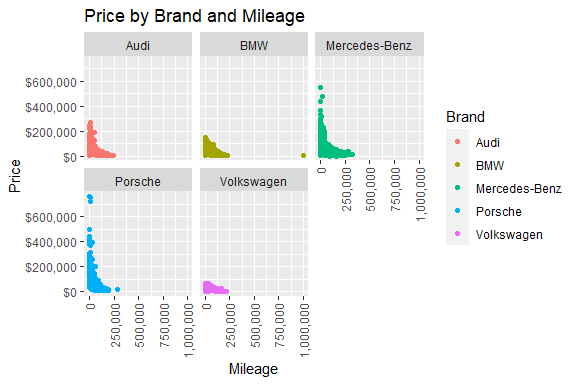 Price by Brand and Mileage
Audi
BMW
Mercedes-Benz
$600,000
$400,000
$200,000
$0
Porsche
Volkswagen
$600,000
$400,000
$200,000
$0
0
250,000
500,000
750,000
1,000,000
0
250,000
500,000
750,000
1,000,000
0
250,000
500,000
750,000
1,000,000
Price
Mileage
Brand
Audi
BMW
Mercedes-Benz
Porsche
Volkswagen